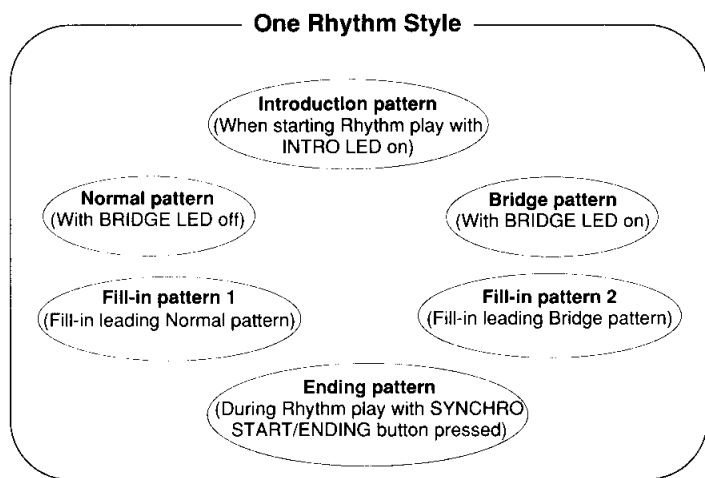 One Rhythm Style
Introduction pattern
(When starting Rhythm play with
INTRO LED on)
Normal pattern
(With BRIDGE LED off)
Bridge pattern
(With BRIDGE LED on)
Fill-in pattern 1
(Fill-in leading Normal pattern)
Fill-in pattern 2
(Fill-in leading Bridge pattern)
Ending pattern
(During Rhythm play with SYNCHRO
START/ENDING button pressed)